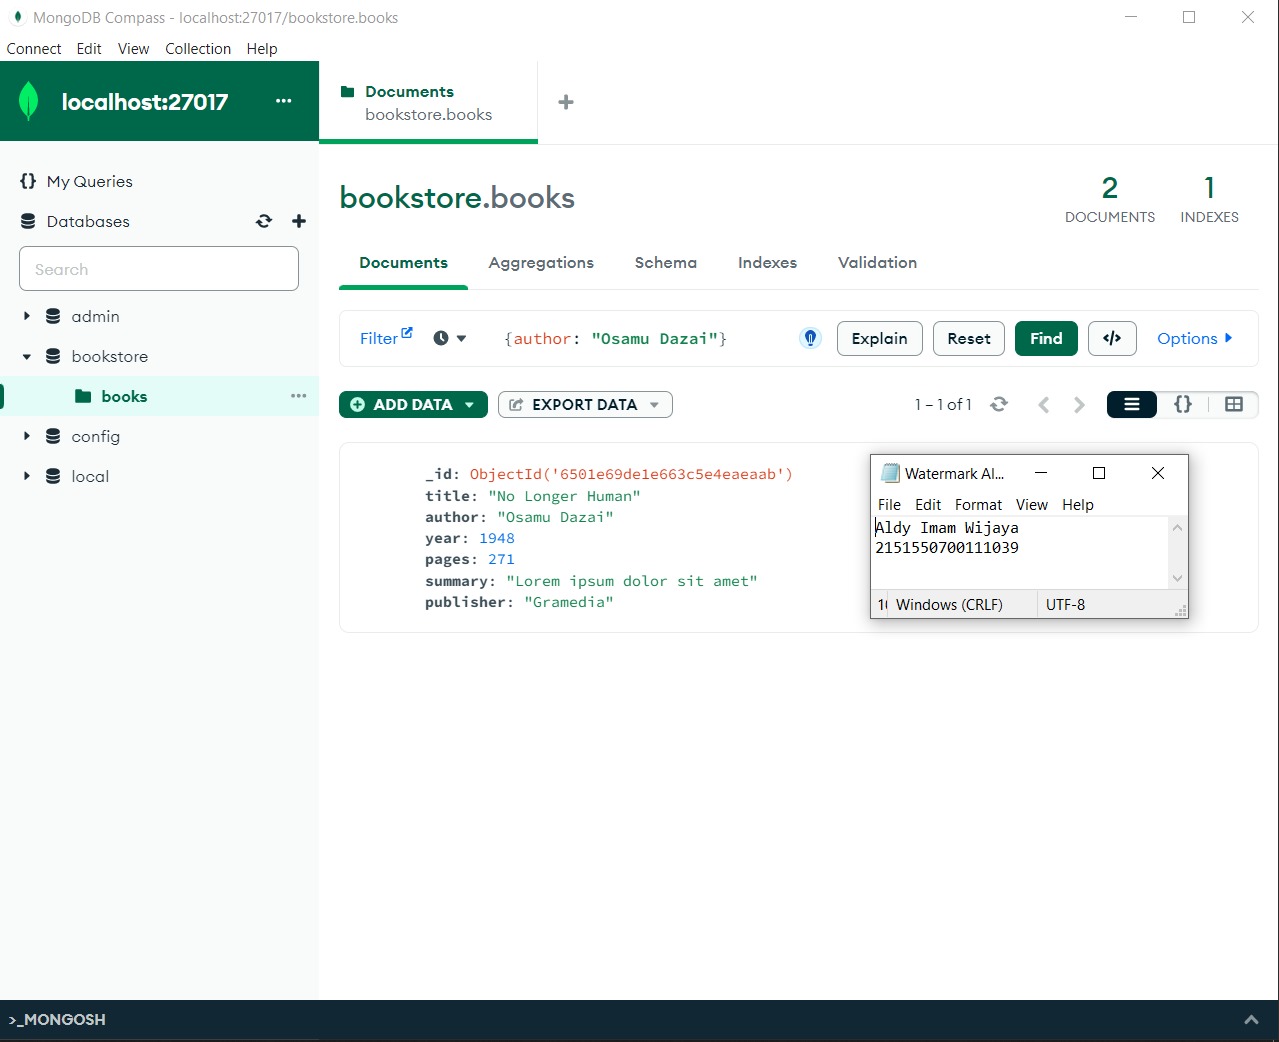 MongoDB Compass - localhost:27017/bookstore.books
Connect Edit View Collection Help
localhost:27017
Documents
bookstore.books
My Queries
Databases
Search
admin
bookstore
books
config
local
bookstore.books
2 DOCUMENTS
1 INDEXES
Documents Aggregations Schema Indexes Validation
Filter {author: "Osamu Dazai"} Explain Reset Find </> Options
ADD DATA EXPORT DATA 1 – 1 of 1 {}
_id: ObjectId('6501e69de1e663c5e4eaeaab')
title: "No Longer Human"
author: "Osamu Dazai"
year: 1948
pages: 271
summary: "Lorem ipsum dolor sit amet"
publisher: "Gramedia"
Watermark Al...
File Edit Format View Help
Aldy Imam Wijaya
2151550700111039
Windows (CRLF) UTF-8
>_MONGOSH